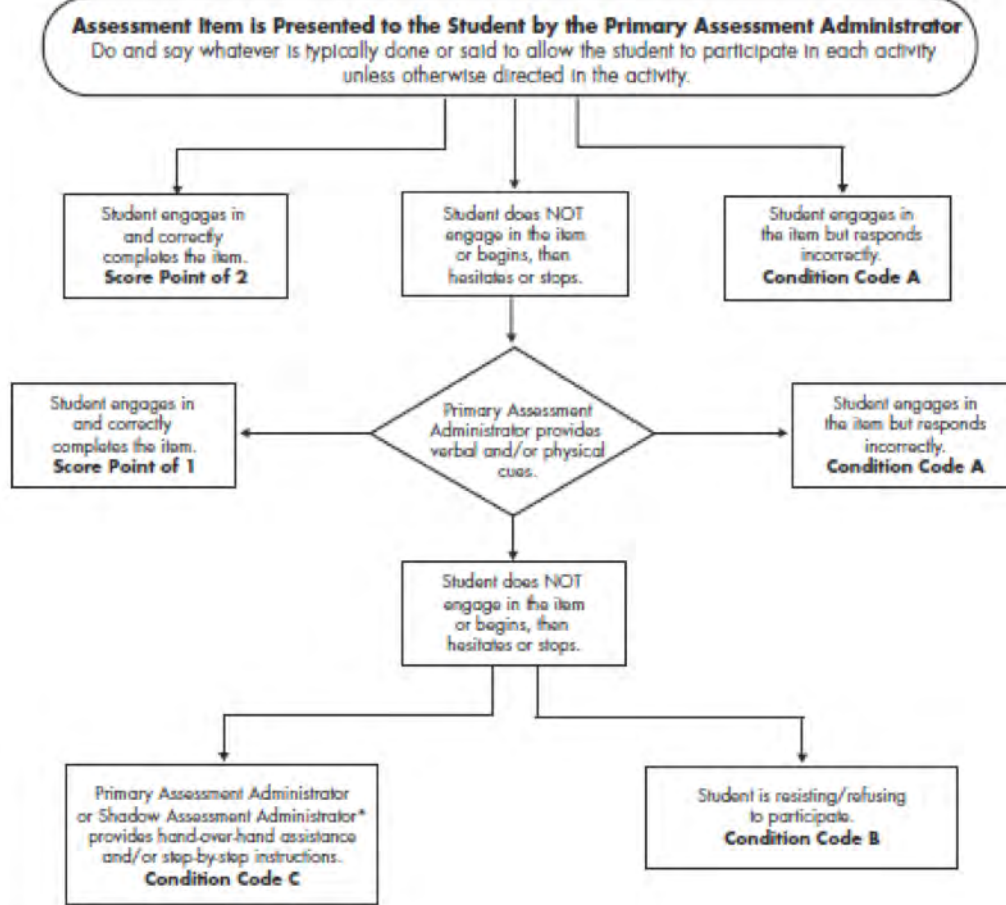 Assessment Item is Presented to the Student by the Primary Assessment Administrator
Do and say whatever is typically done or said to allow the student to participate in each activity
unless otherwise directed in the activity.
Student engages in
and correctly
completes the item.
Score Point of 2
Student does NOT
engage in the item
or begins, then
hesitates or stops.
Student engages in
the item but responds
incorrectly.
Condition Code A
Student engages in
and correctly
completes the item.
Score Point of 1
Primary Assessment
Administrator provides
verbal and/or physical
cues.
Student engages in
the item but responds
incorrectly.
Condition Code A
Student does NOT
engage in the item
or begins, then
hesitates or stops.
Primary Assessment Administrator
or Shadow Assessment Administrator*
provides hand-over-hand assistance
and/or step-by-step instructions.
Condition Code C
Student is resisting/refusing
to participate.
Condition Code B